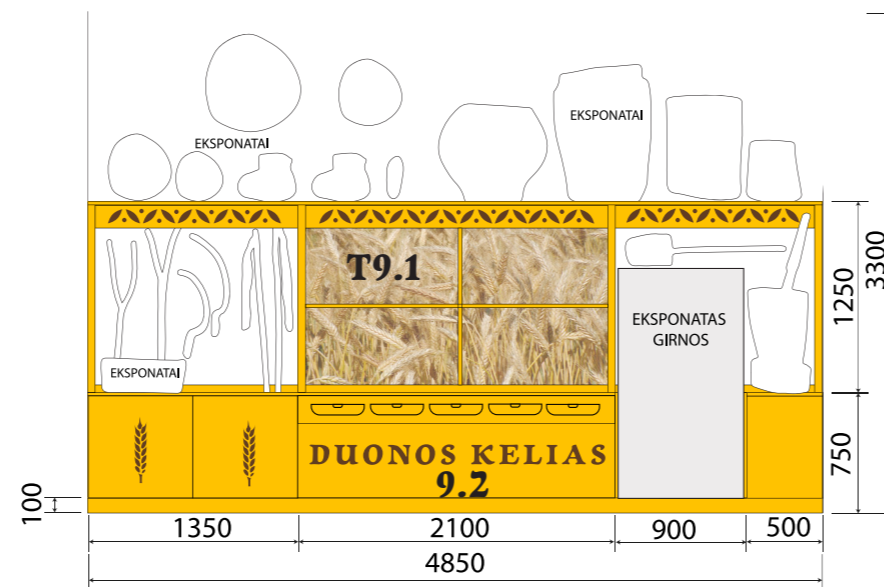 EKSPONATAI
EKSPONATAI
T9.1
EKSPONATAS
GIRNOS
EKSPONATAI
DUONOS KELIAS
9.2
1250
3300
750
100
1350
2100
900
500
4850